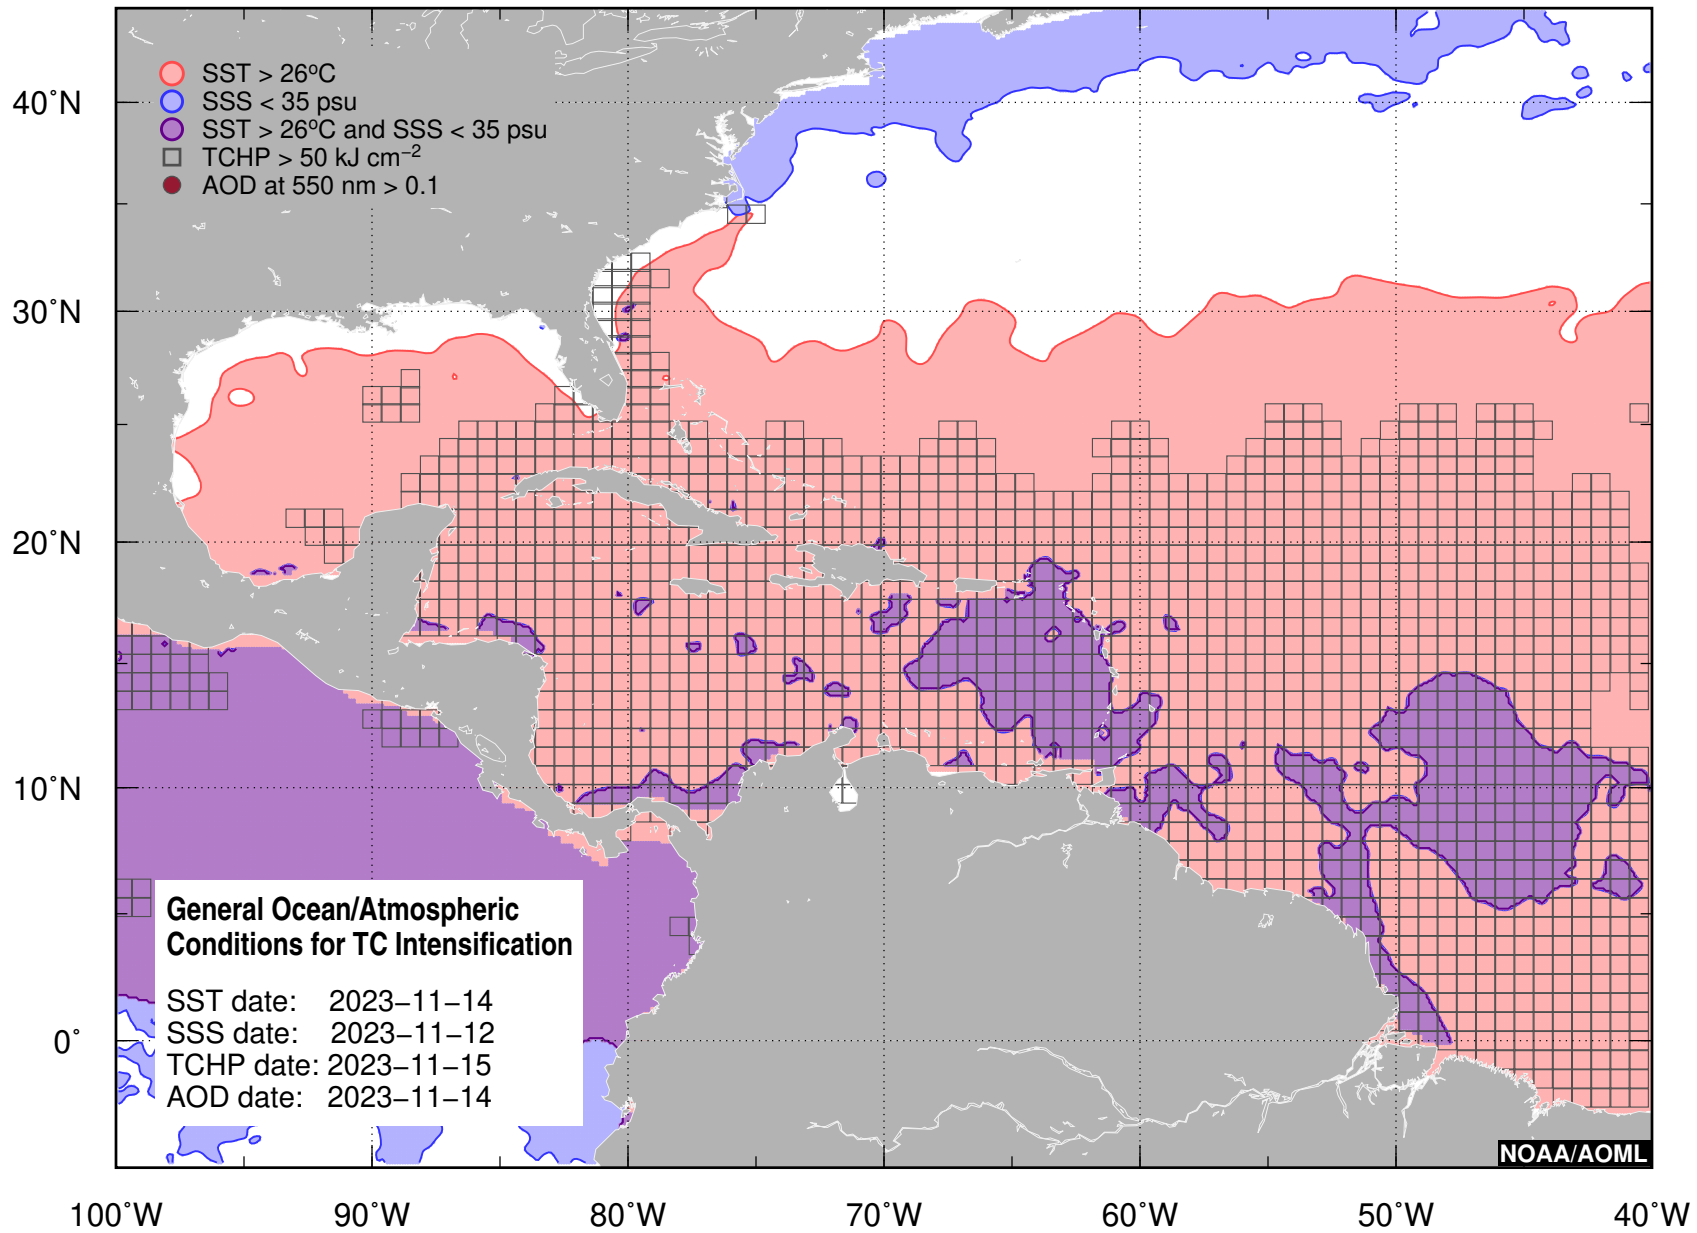 SST > 26°C
SSS < 35 psu
SST > 26°C and SSS < 35 psu
TCHP > 50 kJ cm⁻²
AOD at 550 nm > 0.1
40°N
30°N
20°N
10°N
0°
General Ocean/Atmospheric
Conditions for TC Intensification
SST date: 2023−11−14
SSS date: 2023−11−12
TCHP date: 2023−11−15
AOD date: 2023−11−14
NOAA/AOML
100°W 90°W 80°W 70°W 60°W 50°W 40°W